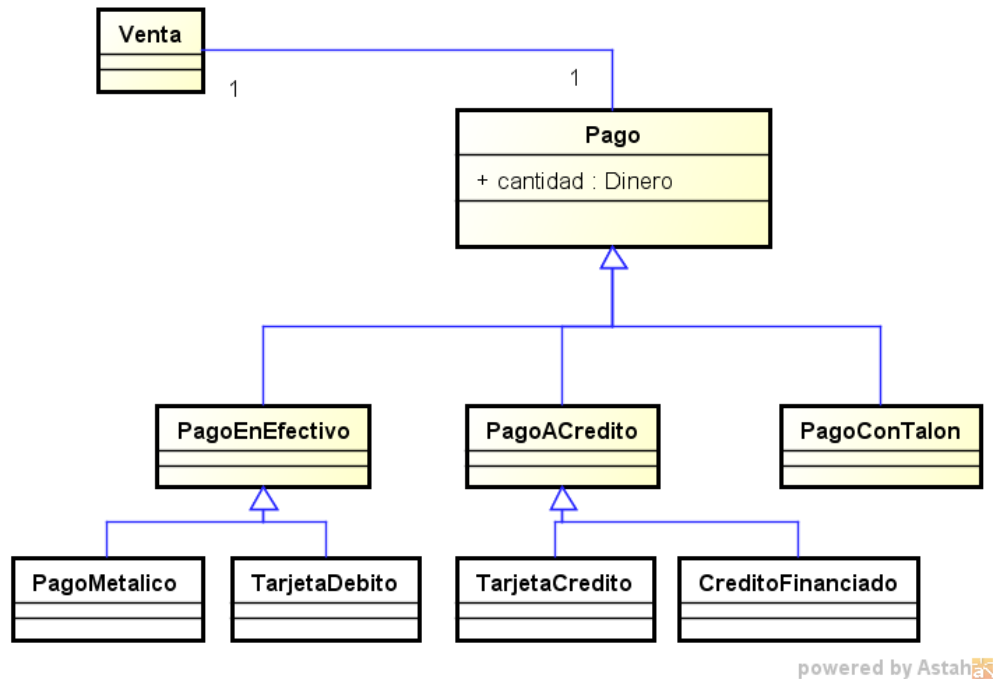 Venta
1
1
Pago
+ cantidad : Dinero
PagoEnEfectivo
PagoACredito
PagoConTalon
PagoMetalico
TarjetaDebito
TarjetaCredito
CreditoFinanciado
powered by Astah